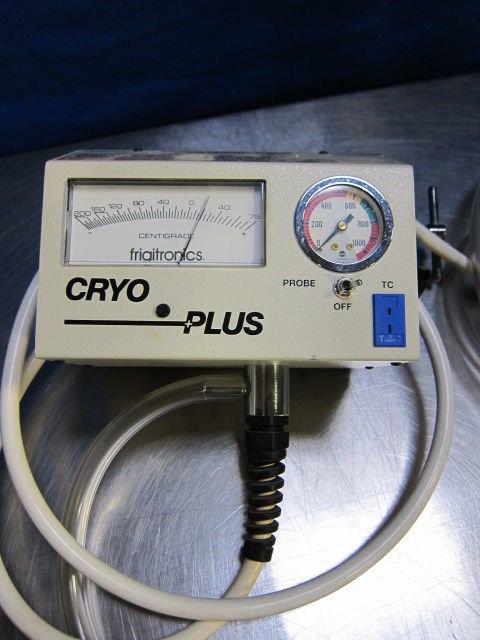 200 160 120 80 40 0 40 75
- CENTIGRADE +
frigitronics
0 200 400 600 800 1000
CRYO
PLUS
PROBE TC
OFF